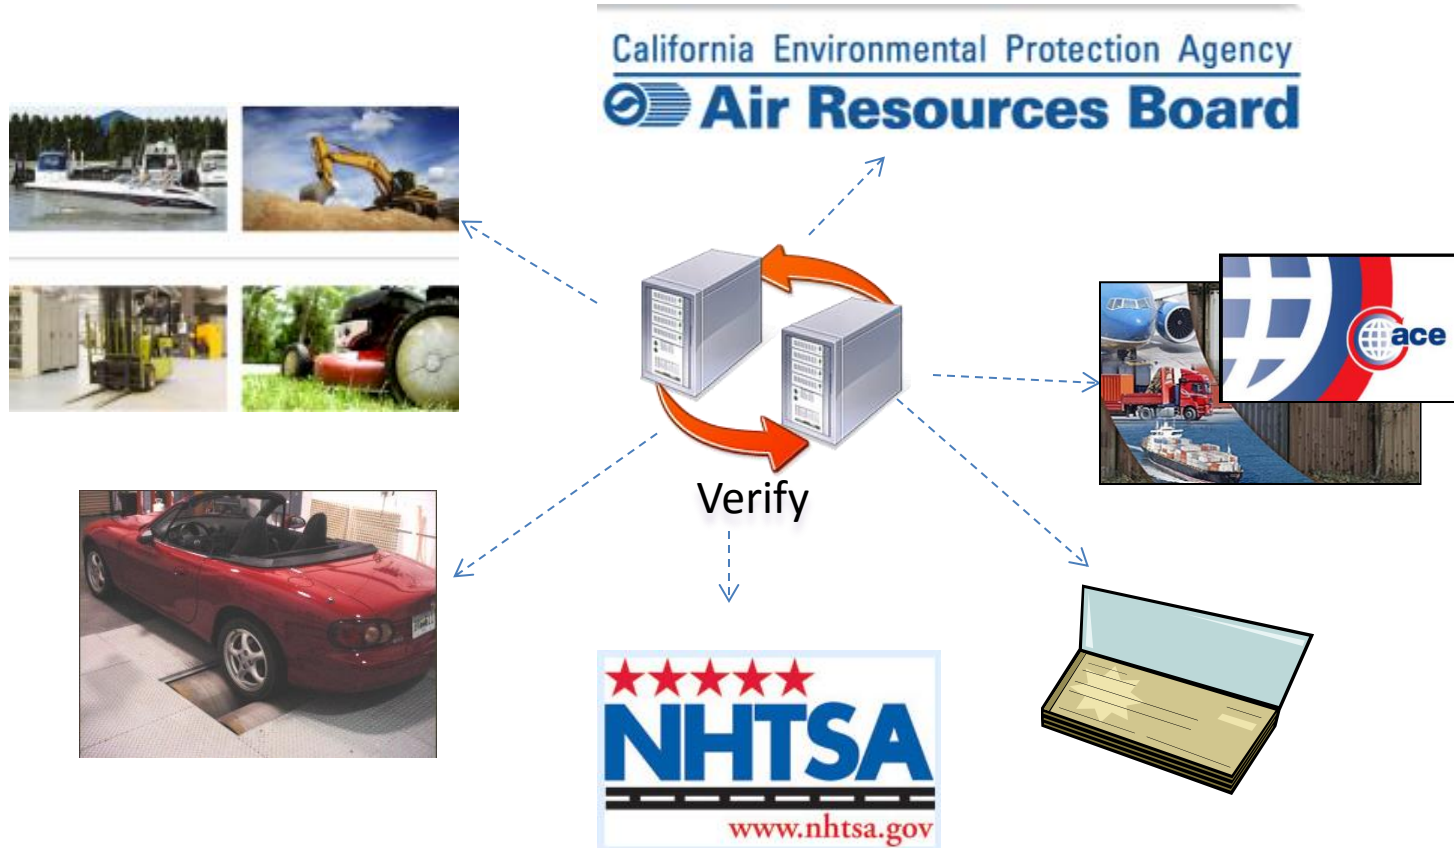 California Environmental Protection Agency
Air Resources Board
ace
Verify
NHTSA
www.nhtsa.gov